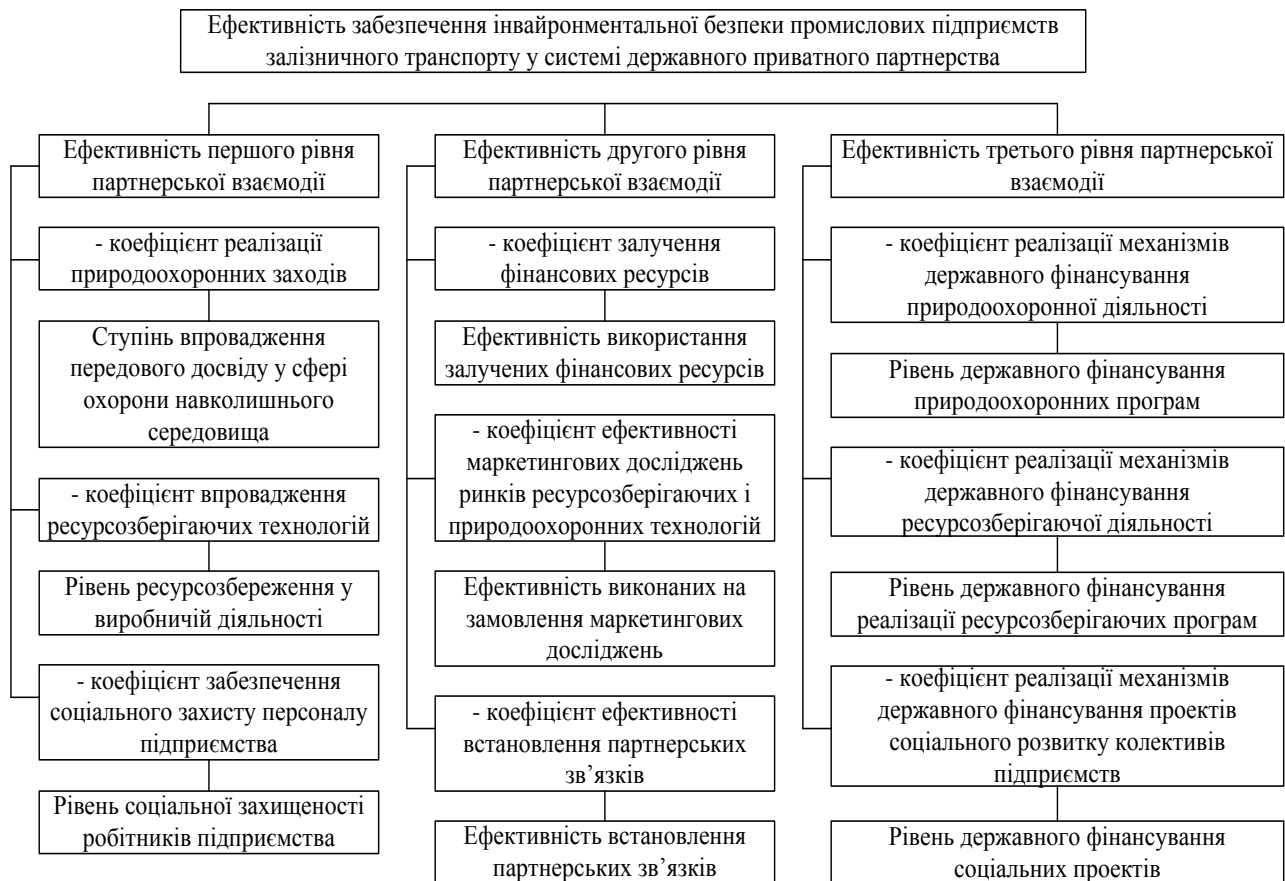 Ефективність забезпечення інвайронментальної безпеки промислових підприємств
залізничного транспорту у системі державного приватного партнерства
Ефективність першого рівня
партнерської взаємодії
- коефіцієнт реалізації
природоохоронних заходів
Ступінь впровадження
передового досвіду у сфері
охорони навколишнього
середовища
- коефіцієнт впровадження
ресурсозберігаючих технологій
Рівень ресурсозбереження у
виробничій діяльності
- коефіцієнт забезпечення
соціального захисту персоналу
підприємства
Рівень соціальної захищеності
робітників підприємства
Ефективність другого рівня
партнерської взаємодії
- коефіцієнт залучення
фінансових ресурсів
Ефективність використання
залучених фінансових ресурсів
- коефіцієнт ефективності
маркетингових досліджень
ринків ресурсозберігаючих і
природоохоронних технологій
Ефективність виконаних на
замовлення маркетингових
досліджень
- коефіцієнт ефективності
встановлення партнерських
зв’язків
Ефективність встановлення
партнерських зв’язків
Ефективність третього рівня партнерської
взаємодії
- коефіцієнт реалізації механізмів
державного фінансування
природоохоронної діяльності
Рівень державного фінансування
природоохоронних програм
- коефіцієнт реалізації механізмів
державного фінансування
ресурсозберігаючої діяльності
Рівень державного фінансування
реалізації ресурсозберігаючих програм
- коефіцієнт реалізації механізмів
державного фінансування проектів
соціального розвитку колективів
підприємств
Рівень державного фінансування
соціальних проектів